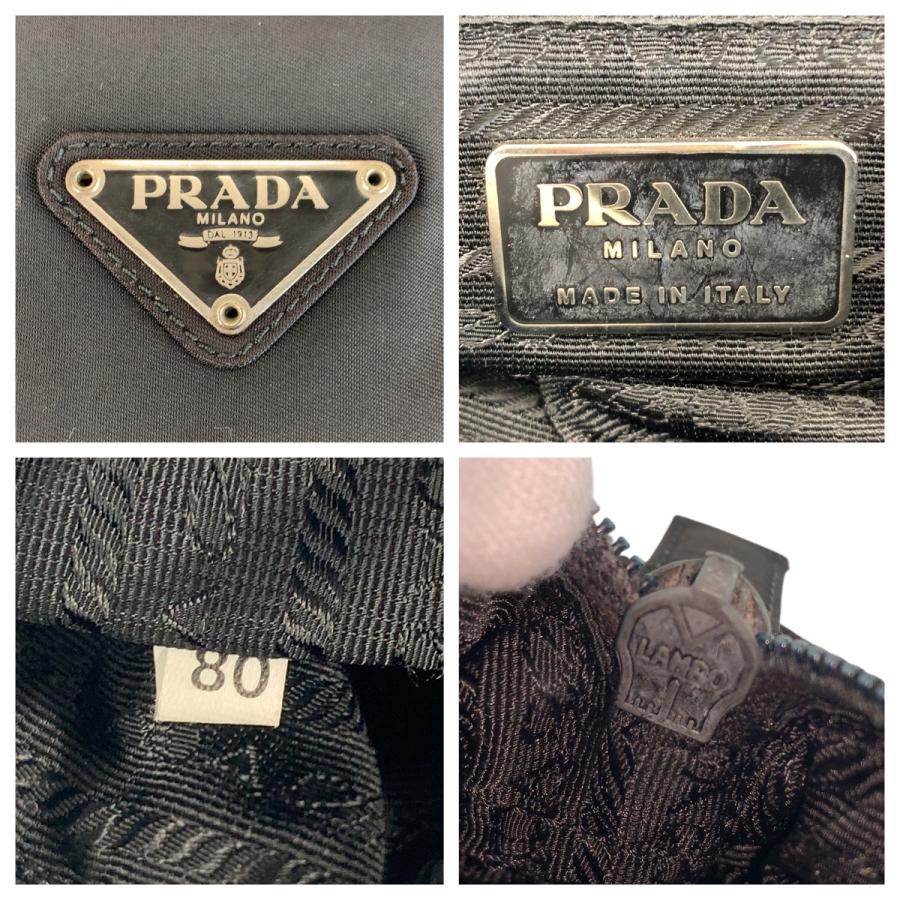 PRADA
MILANO
DAL 1913
PRADA
MILANO
MADE IN ITALY
80
LAMPO